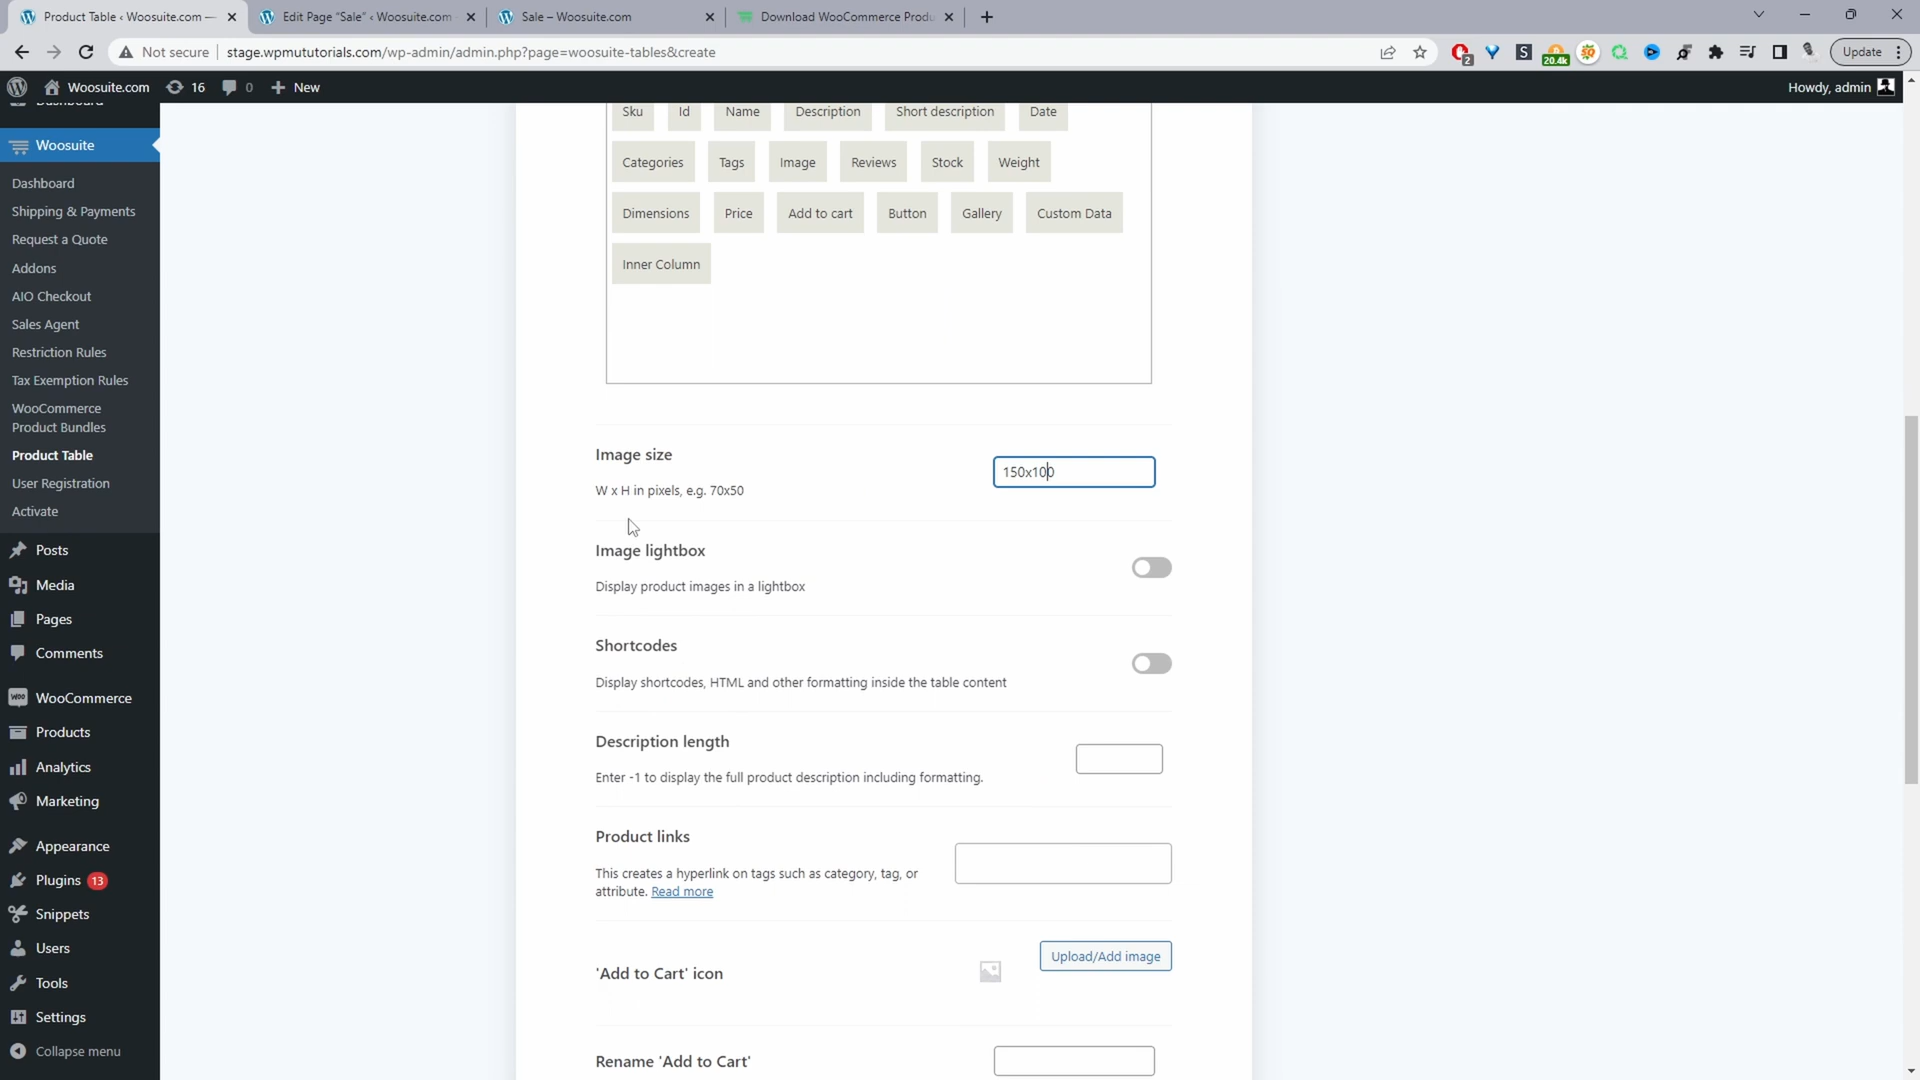 Product Table ‹ Woosuite.com —
Edit Page "Sale" ‹ Woosuite.com
Sale – Woosuite.com
Download WooCommerce Produ
Not secure
stage.wpmututorials.com/wp-admin/admin.php?page=woosuite-tables&create
2
20.4k
Update
Woosuite.com
16
0
New
Howdy, admin
Dashboard
Woosuite
Dashboard
Shipping & Payments
Request a Quote
Addons
AIO Checkout
Sales Agent
Restriction Rules
Tax Exemption Rules
WooCommerce
Product Bundles
Product Table
User Registration
Activate
Posts
Media
Pages
Comments
WooCommerce
Products
Analytics
Marketing
Appearance
Plugins 13
Snippets
Users
Tools
Settings
Collapse menu
Sku Id Name Description Short description Date
Categories Tags Image Reviews Stock Weight
Dimensions Price Add to cart Button Gallery Custom Data
Inner Column
Image size
150x100
W x H in pixels, e.g. 70x50
Image lightbox
Display product images in a lightbox
Shortcodes
Display shortcodes, HTML and other formatting inside the table content
Description length
Enter -1 to display the full product description including formatting.
Product links
This creates a hyperlink on tags such as category, tag, or
attribute. Read more
'Add to Cart' icon
Upload/Add image
Rename 'Add to Cart'